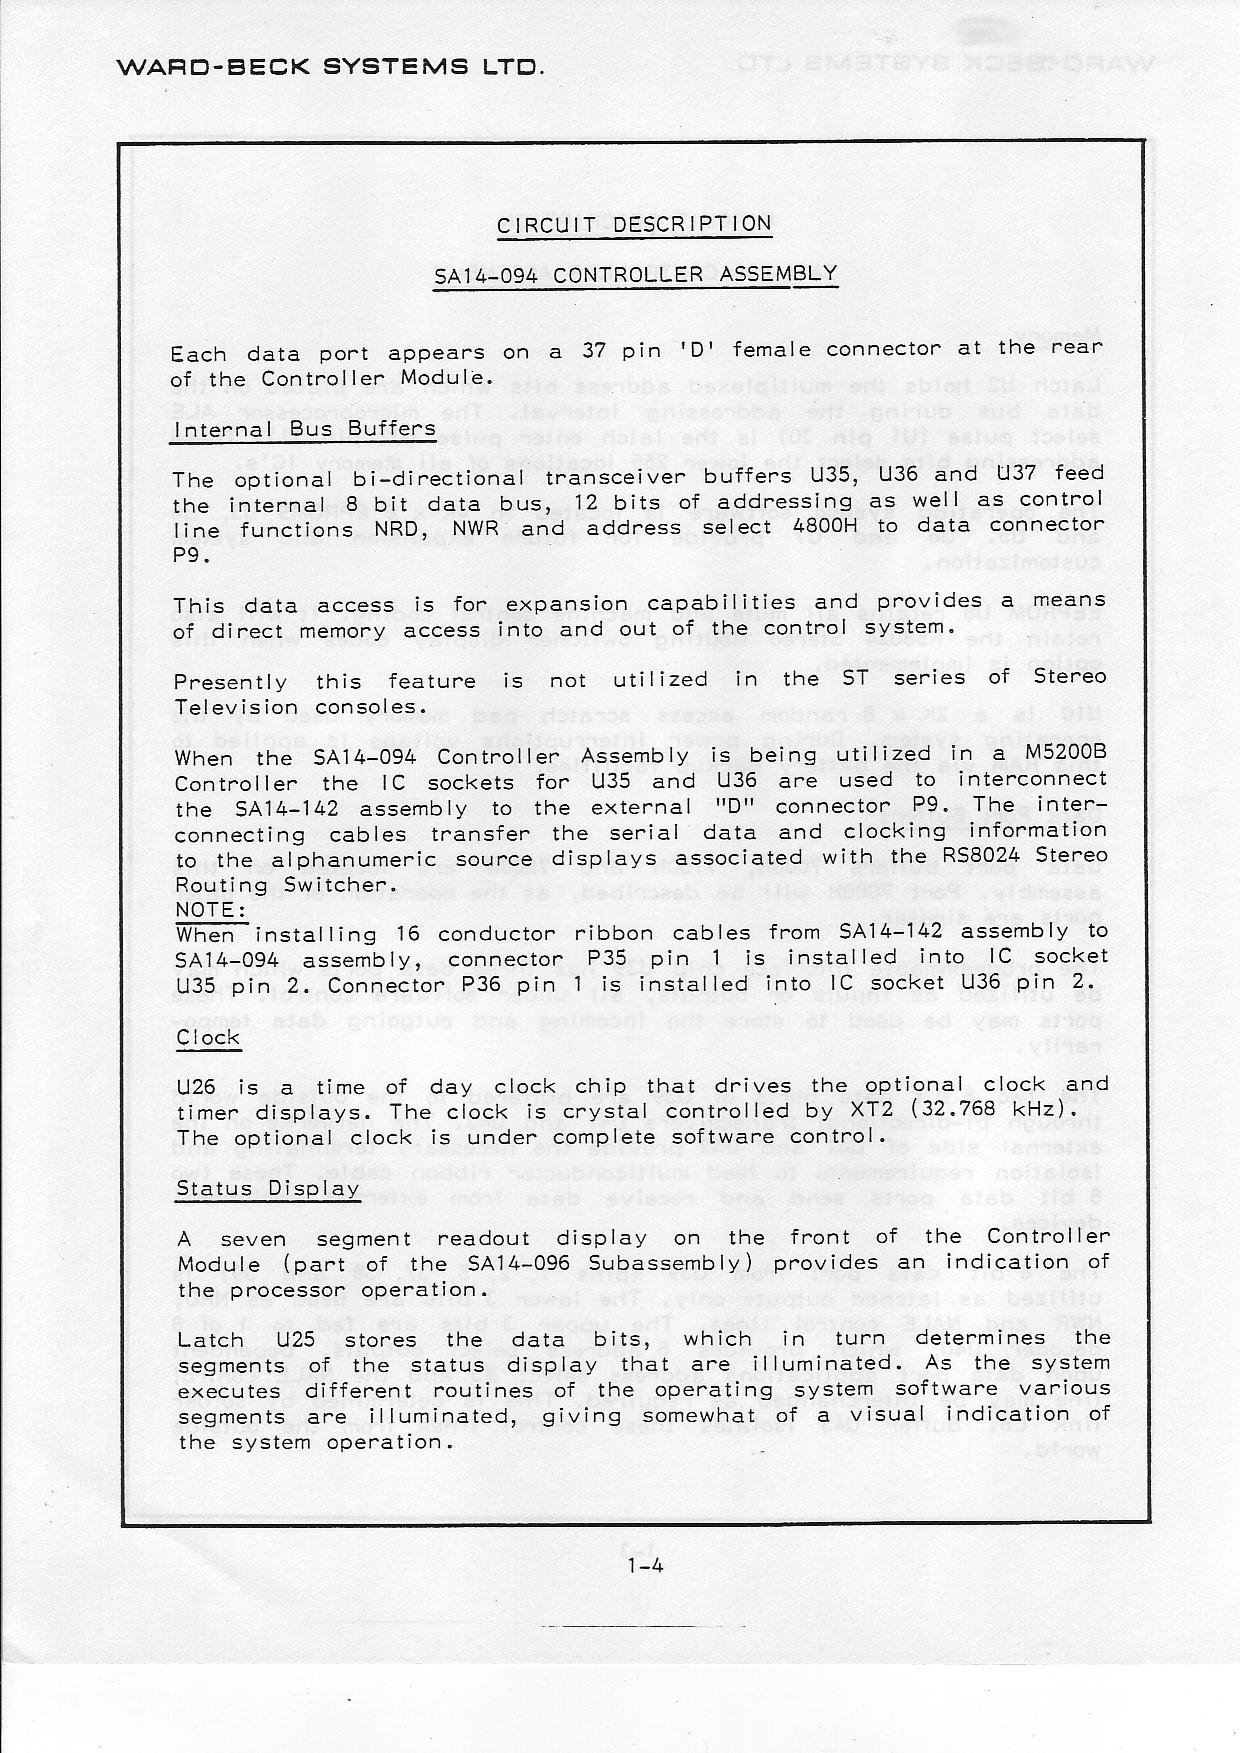 WARD-BECK SYSTEMS LTD.
CIRCUIT DESCRIPTION
SA14-094 CONTROLLER ASSEMBLY
Each data port appears on a 37 pin 'D' female connector at the rear
of the Controller Module.
Internal Bus Buffers
The optional bi-directional transceiver buffers U35, U36 and U37 feed
the internal 8 bit data bus, 12 bits of addressing as well as control
line functions NRD, NWR and address select 4800H to data connector
P9.
This data access is for expansion capabilities and provides a means
of direct memory access into and out of the control system.
Presently this feature is not utilized in the ST series of Stereo
Television consoles.
When the SA14-094 Controller Assembly is being utilized in a M5200B
Controller the IC sockets for U35 and U36 are used to interconnect
the SA14-142 assembly to the external "D" connector P9. The inter-
connecting cables transfer the serial data and clocking information
to the alphanumeric source displays associated with the RS8024 Stereo
Routing Switcher.
NOTE:
When installing 16 conductor ribbon cables from SA14-142 assembly to
SA14-094 assembly, connector P35 pin 1 is installed into IC socket
U35 pin 2. Connector P36 pin 1 is installed into IC socket U36 pin 2.
Clock
U26 is a time of day clock chip that drives the optional clock and
timer displays. The clock is crystal controlled by XT2 (32.768 kHz).
The optional clock is under complete software control.
Status Display
A seven segment readout display on the front of the Controller
Module (part of the SA14-096 Subassembly) provides an indication of
the processor operation.
Latch U25 stores the data bits, which in turn determines the
segments of the status display that are illuminated. As the system
executes different routines of the operating system software various
segments are illuminated, giving somewhat of a visual indication of
the system operation.
1-4